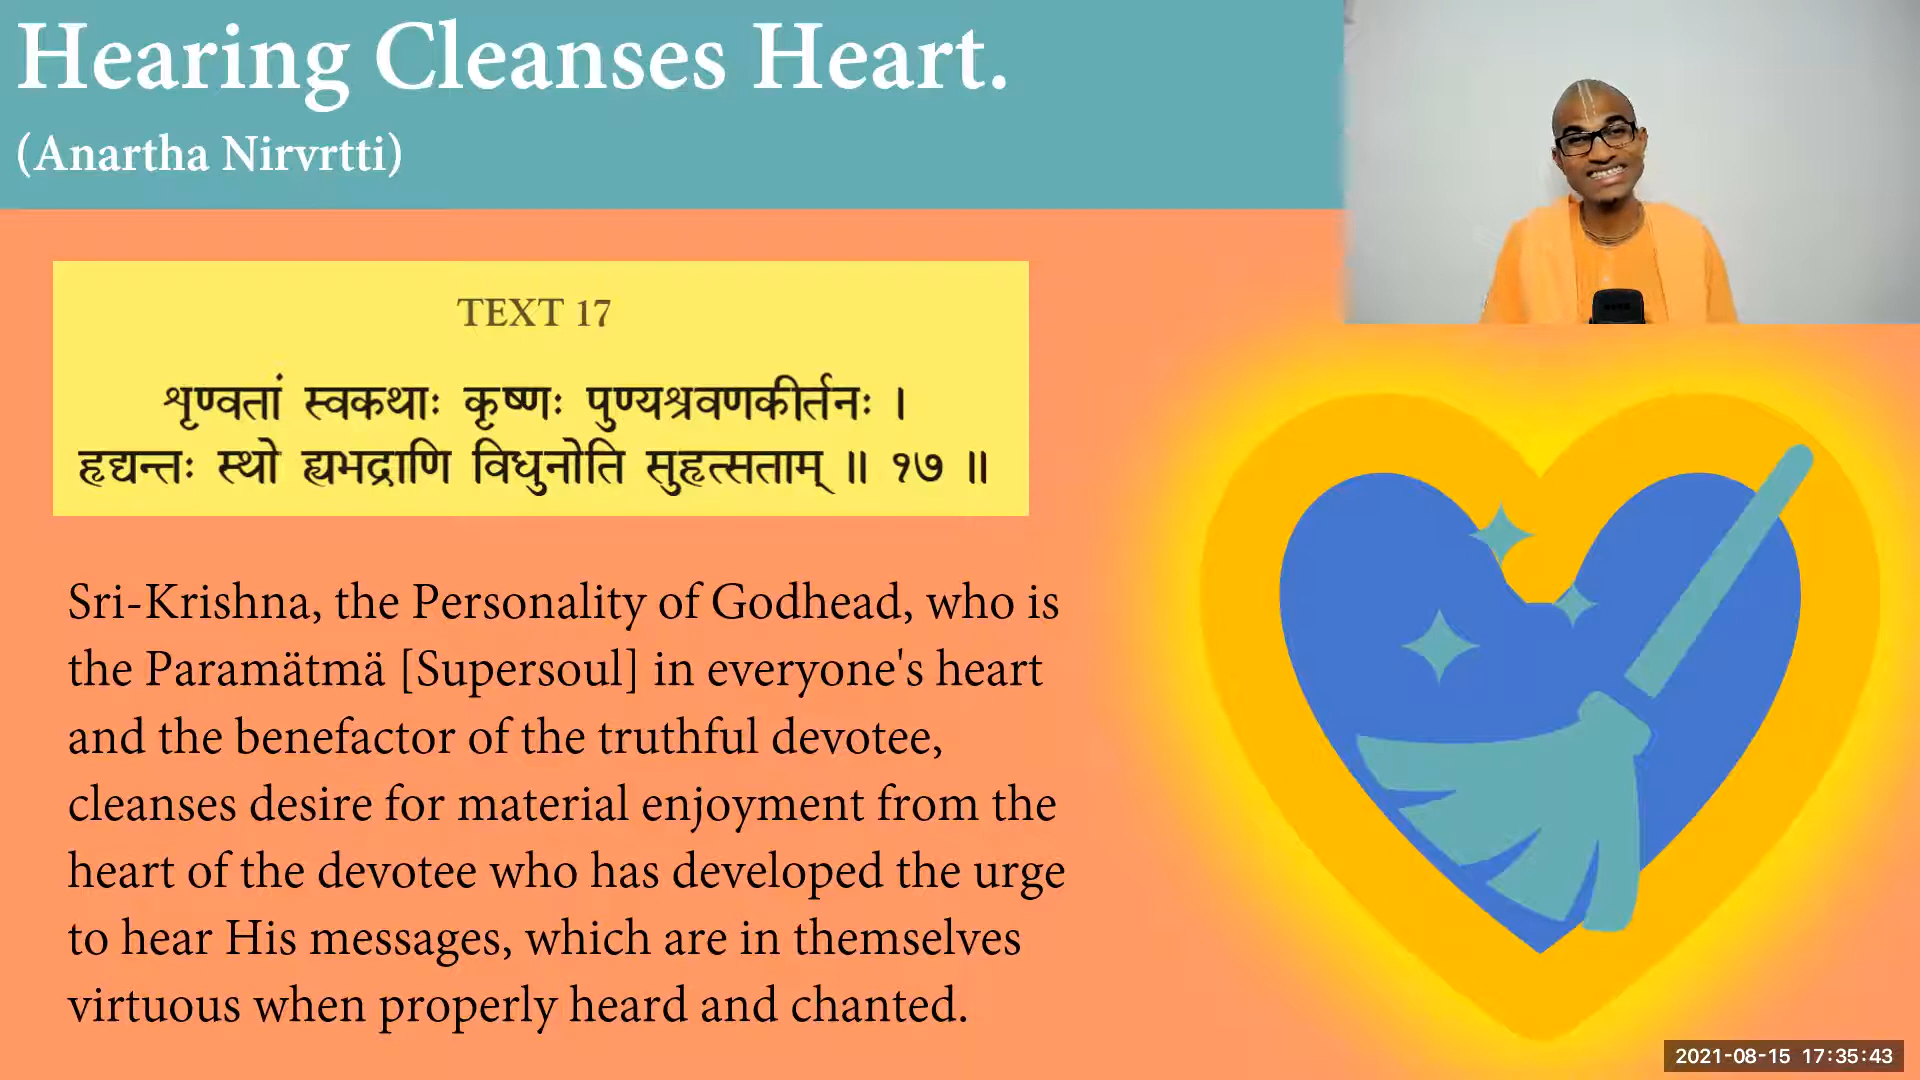 Hearing Cleanses Heart.
(Anartha Nirvrtti)
TEXT 17
शृण्वतां स्वकथाः कृष्णः पुण्यश्रवणकीर्तनः ।
हृद्यन्तः स्थो ह्यभद्राणि विधुनोति सुहृत्सताम् ॥ १७ ॥
Sri-Krishna, the Personality of Godhead, who is
the Paramätmä [Supersoul] in everyone's heart
and the benefactor of the truthful devotee,
cleanses desire for material enjoyment from the
heart of the devotee who has developed the urge
to hear His messages, which are in themselves
virtuous when properly heard and chanted.
2021-08-15 17:35:43